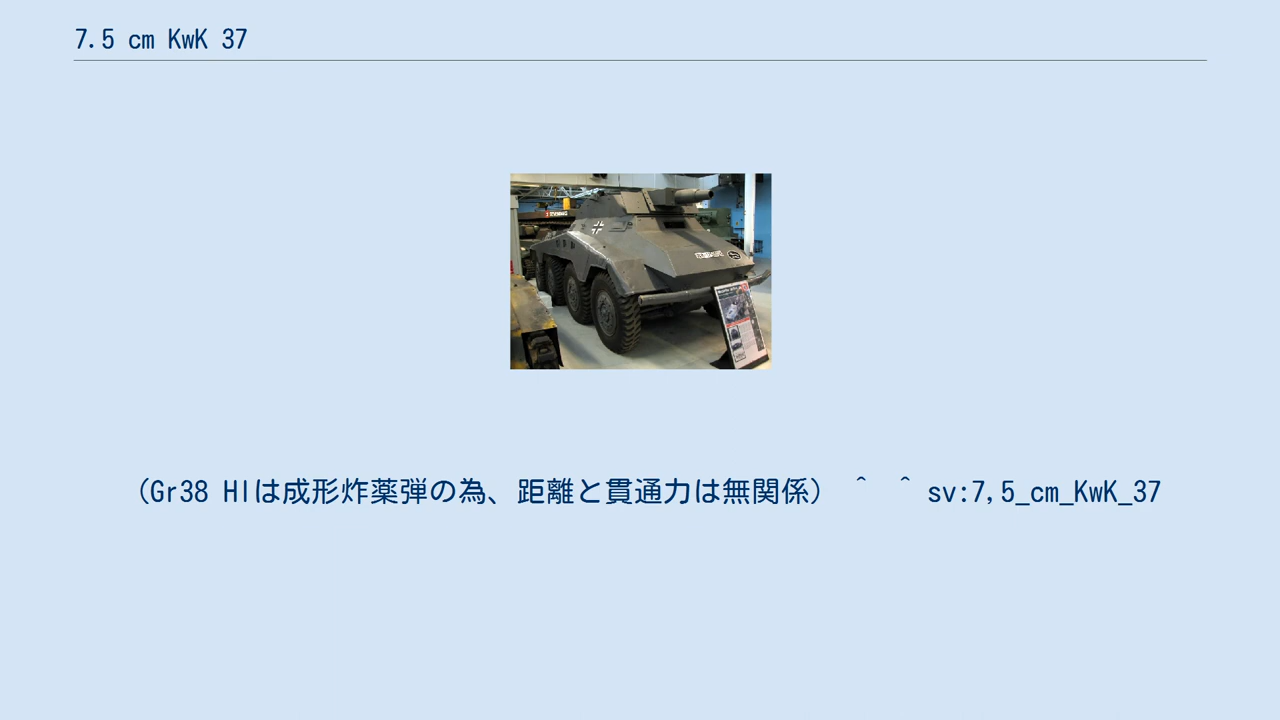 7.5 cm KwK 37
（Gr38 Hlは成形炸薬弾の為、距離と貫通力は無関係） ^ ^ sv:7,5_cm_KwK_37